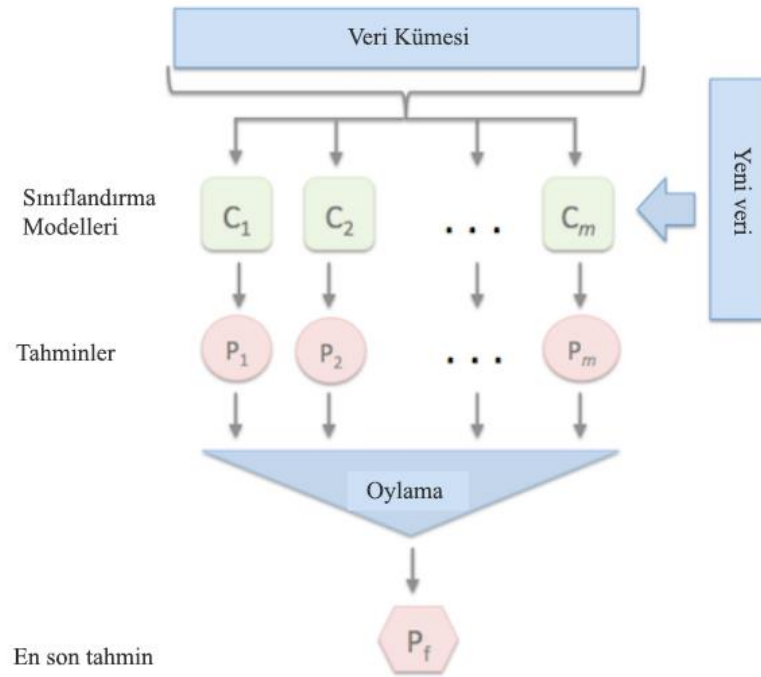 Veri Kümesi
Yeni veri
Sınıflandırma
Modelleri
C1 C2 ... Cm
Tahminler
P1 P2 ... Pm
Oylama
Pf
En son tahmin